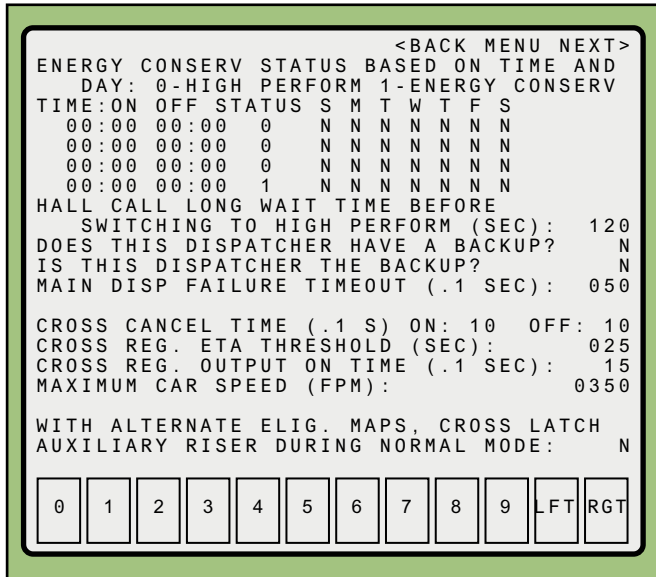 <BACK MENU NEXT>
ENERGY CONSERV STATUS BASED ON TIME AND
DAY: 0-HIGH PERFORM 1-ENERGY CONSERV
TIME:ON OFF STATUS S M T W T F S
00:00 00:00 0 N N N N N N N
00:00 00:00 0 N N N N N N N
00:00 00:00 0 N N N N N N N
00:00 00:00 1 N N N N N N N
HALL CALL LONG WAIT TIME BEFORE
SWITCHING TO HIGH PERFORM (SEC): 120
DOES THIS DISPATCHER HAVE A BACKUP? N
IS THIS DISPATCHER THE BACKUP? N
MAIN DISP FAILURE TIMEOUT (.1 SEC): 050
CROSS CANCEL TIME (.1 S) ON: 10 OFF: 10
CROSS REG. ETA THRESHOLD (SEC): 025
CROSS REG. OUTPUT ON TIME (.1 SEC): 15
MAXIMUM CAR SPEED (FPM): 0350
WITH ALTERNATE ELIG. MAPS, CROSS LATCH
AUXILIARY RISER DURING NORMAL MODE: N
0 1 2 3 4 5 6 7 8 9 LFT RGT